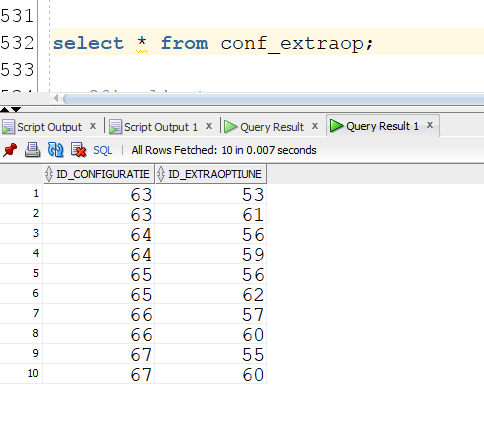 531
532 select * from conf_extraop;
533
Script Output x Script Output 1 x Query Result x Query Result 1 x
SQL | All Rows Fetched: 10 in 0.007 seconds
ID_CONFIGURATIE ID_EXTRAOPTIUNE
1 63 53
2 63 61
3 64 56
4 64 59
5 65 56
6 65 62
7 66 57
8 66 60
9 67 55
10 67 60